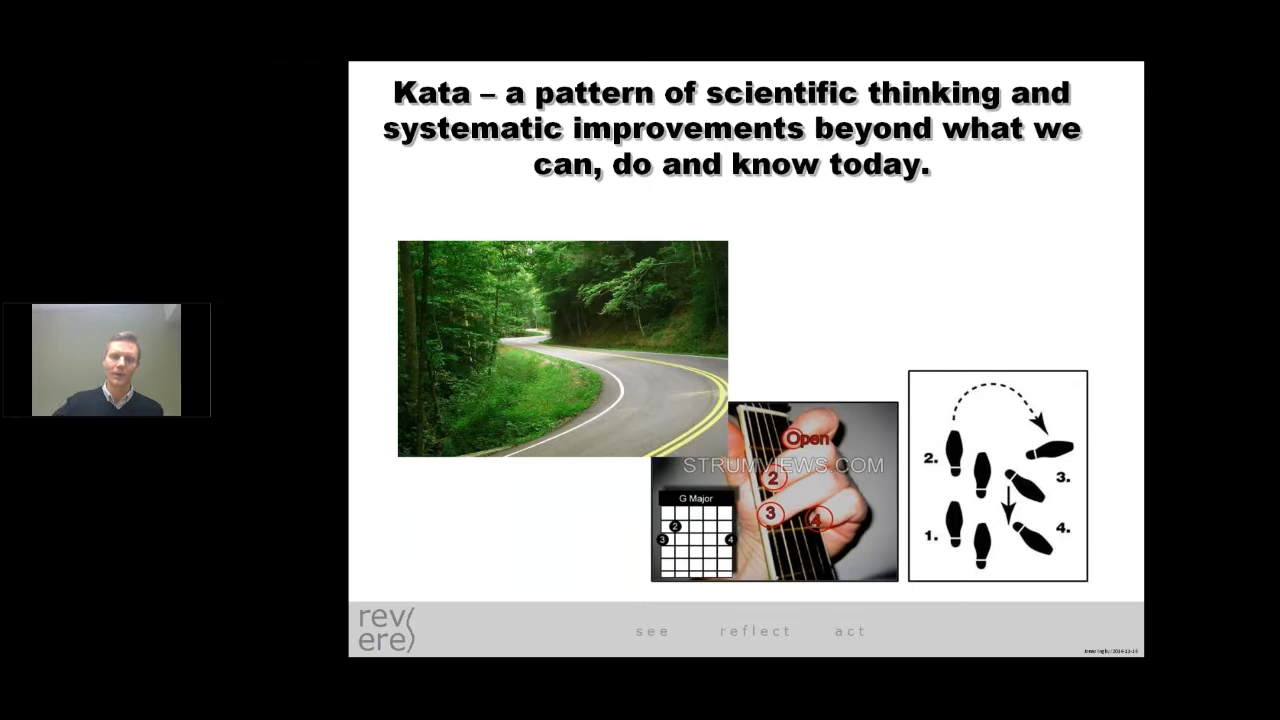 Kata – a pattern of scientific thinking and
systematic improvements beyond what we
can, do and know today.
Open
STRUMVIEWS.COM
2
3
4
G Major
2
3
4
2.
3.
1.
4.
rev(
ere)
see reflect act